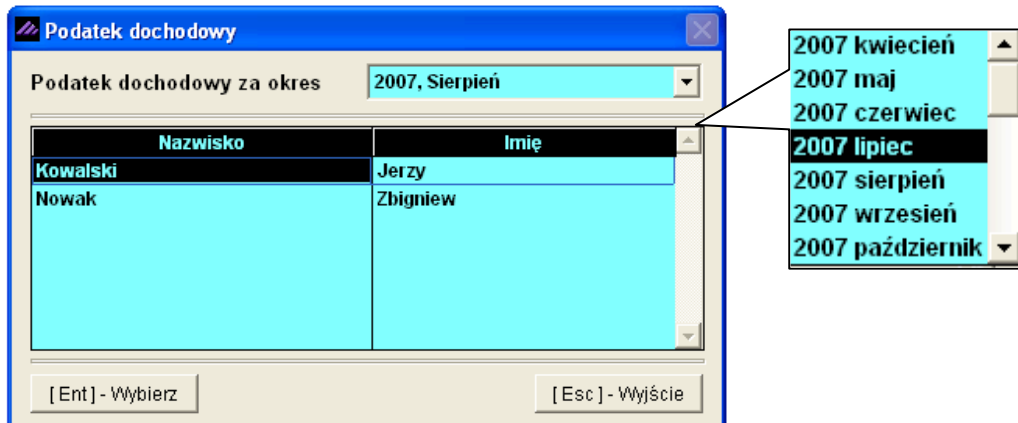 Podatek dochodowy
Podatek dochodowy za okres
2007, Sierpień
Nazwisko Imię
Kowalski Jerzy
Nowak Zbigniew
[ Ent ] - Wybierz
[ Esc ] - Wyjście
2007 kwiecień
2007 maj
2007 czerwiec
2007 lipiec
2007 sierpień
2007 wrzesień
2007 październik